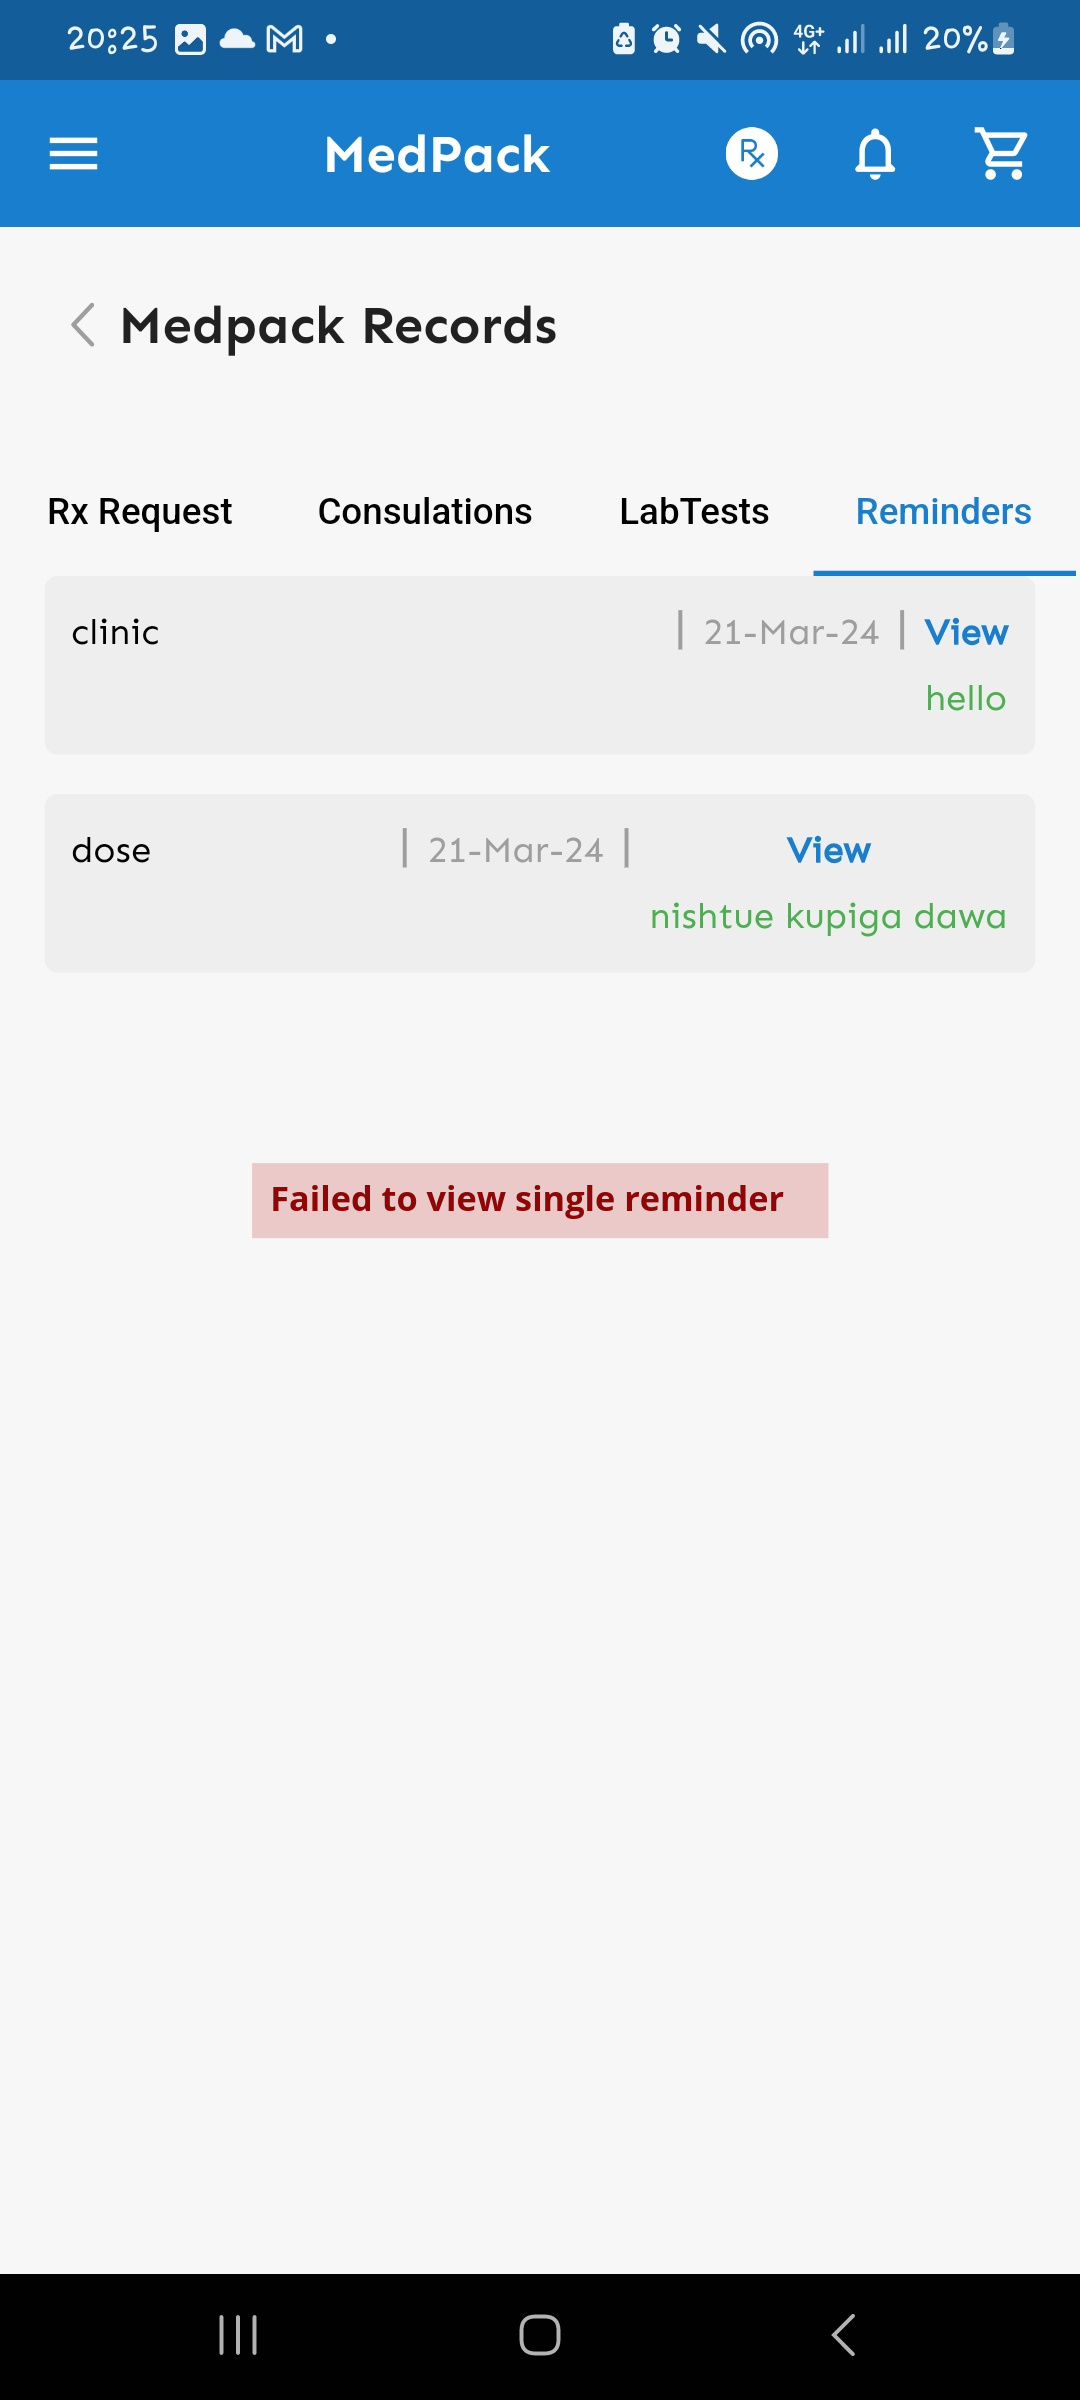 20:25 4G+ 20%
MedPack
Rx
Medpack Records
Rx Request Consulations LabTests Reminders
clinic | 21-Mar-24 | View
hello
dose | 21-Mar-24 | View
nishtue kupiga dawa
Failed to view single reminder